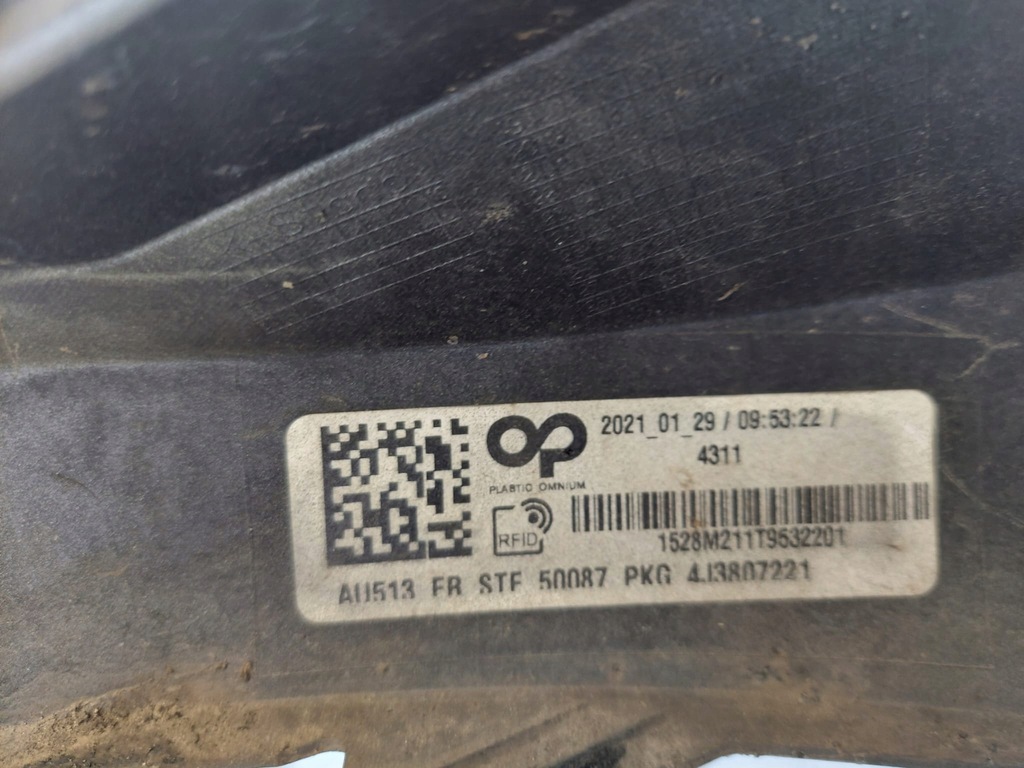 2021_01_29 / 09:53:22 /
4311
PLASTIC OMNIUM
RFID
1528M211T9532201
AU513 FR STF 50087 PKG 4J3807221